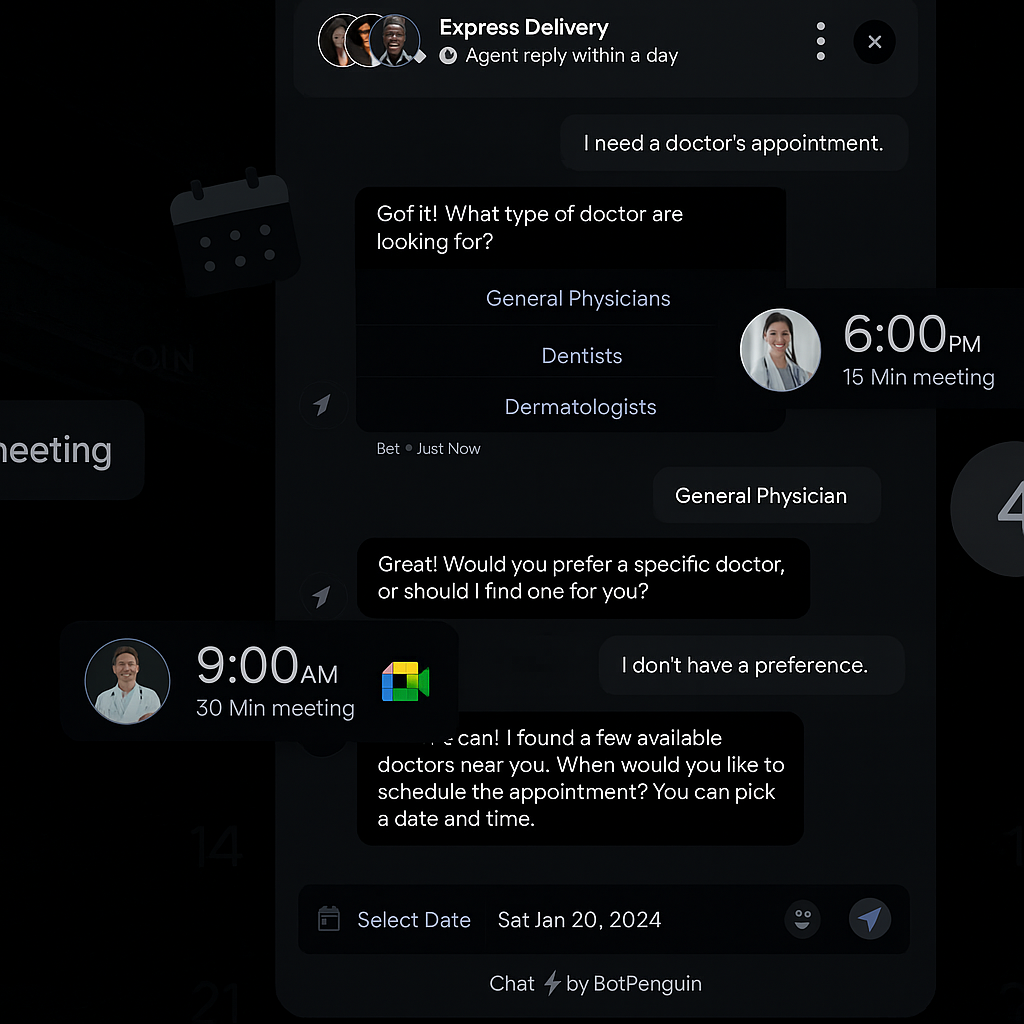 Express Delivery
Agent reply within a day
I need a doctor's appointment.
Gof it! What type of doctor are
looking for?
General Physicians
Dentists
Dermatologists
Bet • Just Now
6:00PM
15 Min meeting
neeting
4
General Physician
Great! Would you prefer a specific doctor,
or should I find one for you?
I don't have a preference.
9:00AM
30 Min meeting
can! I found a few available
doctors near you. When would you like to
schedule the appointment? You can pick
a date and time.
14
Select Date Sat Jan 20, 2024
Chat by BotPenguin
21